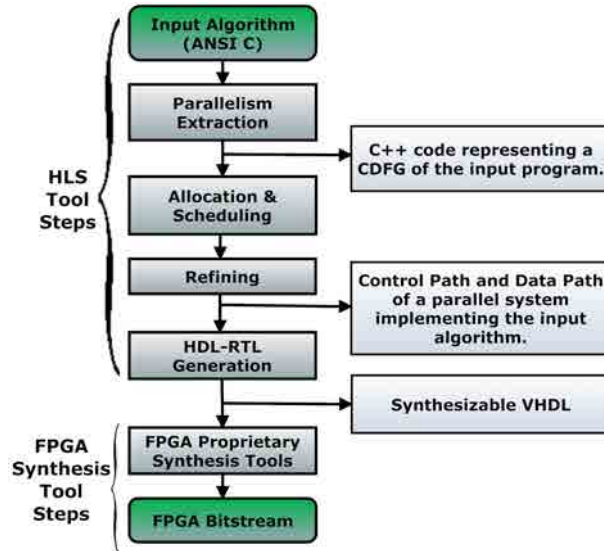 Input Algorithm
(ANSI C)
Parallelism
Extraction
C++ code representing a
CDFG of the input program.
HLS
Tool
Steps
Allocation &
Scheduling
Refining
Control Path and Data Path
of a parallel system
implementing the input
algorithm.
HDL-RTL
Generation
Synthesizable VHDL
FPGA
Synthesis
Tool
Steps
FPGA Proprietary
Synthesis Tools
FPGA Bitstream